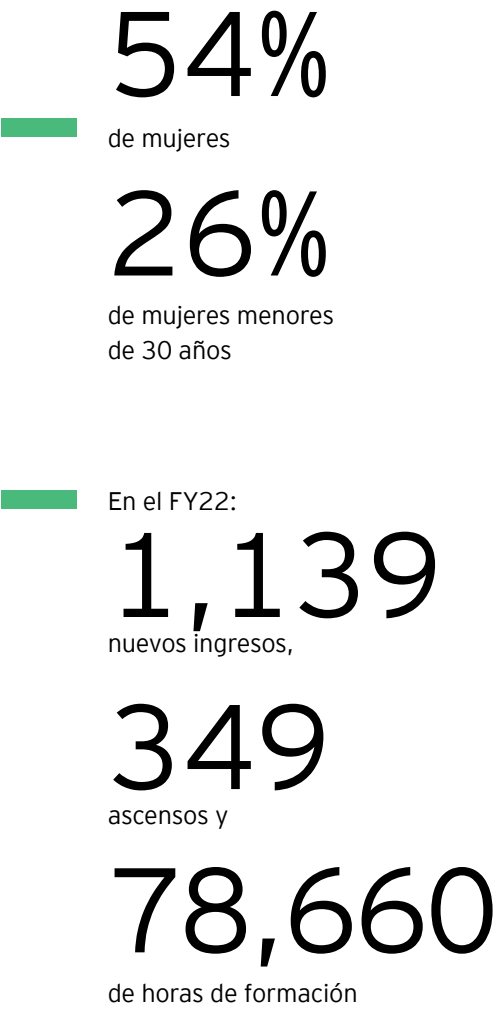 54%
de mujeres
26%
de mujeres menores
de 30 años
En el FY22:
1,139
nuevos ingresos,
349
ascensos y
78,660
de horas de formación